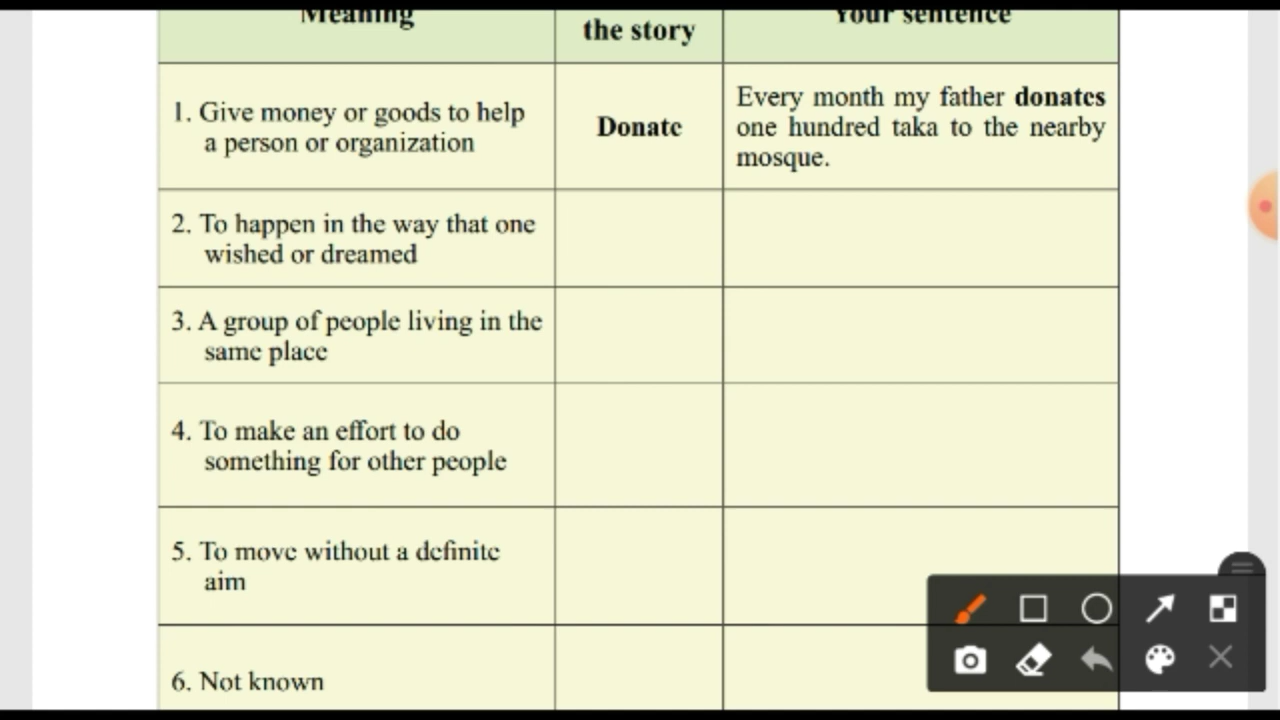 Meaning
the story
Your sentence
1. Give money or goods to help
a person or organization
Donate
Every month my father donates
one hundred taka to the nearby
mosque.
2. To happen in the way that one
wished or dreamed
3. A group of people living in the
same place
4. To make an effort to do
something for other people
5. To move without a definite
aim
6. Not known